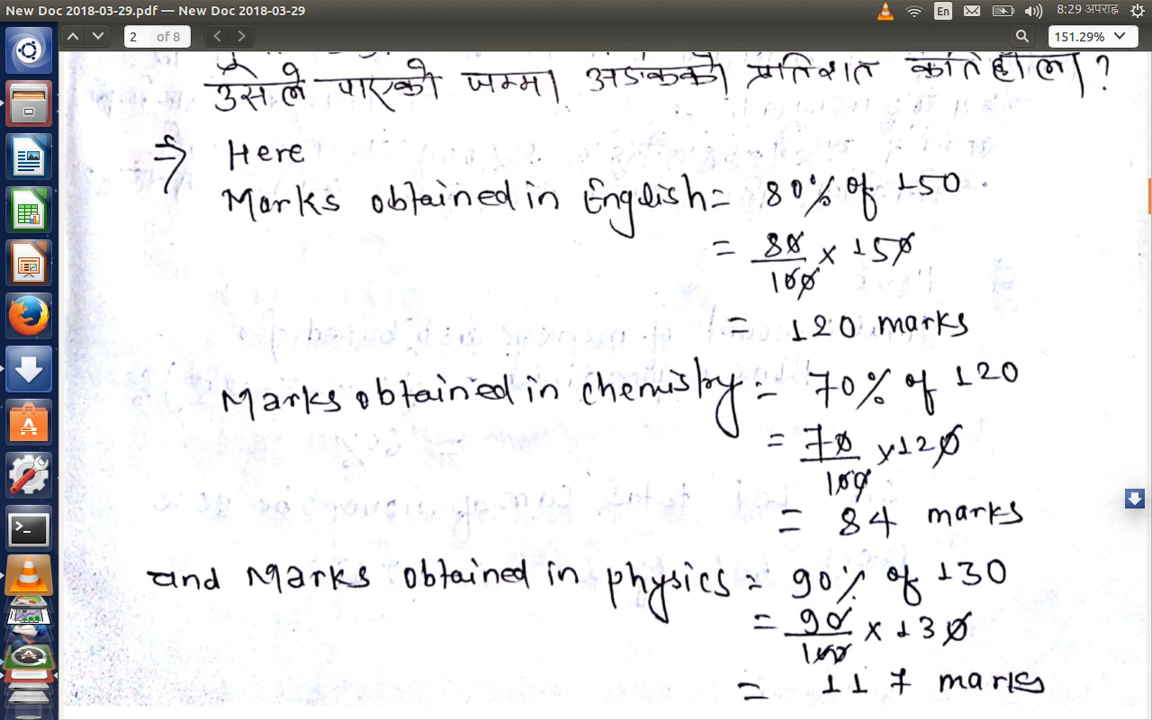 New Doc 2018-03-29.pdf — New Doc 2018-03-29
En
8:29 अपराह्न
2 of 8
151.29%
उसले पाएको जम्मा अङ्कको प्रतिशत कति होला ?
⇒ Here
Marks obtained in English = 80% of 150
= 80/100 × 150
= 120 marks
Marks obtained in chemistry = 70% of 120
= 70/100 × 120
= 84 marks
and Marks obtained in physics = 90% of 130
= 90/100 × 130
= 117 marks